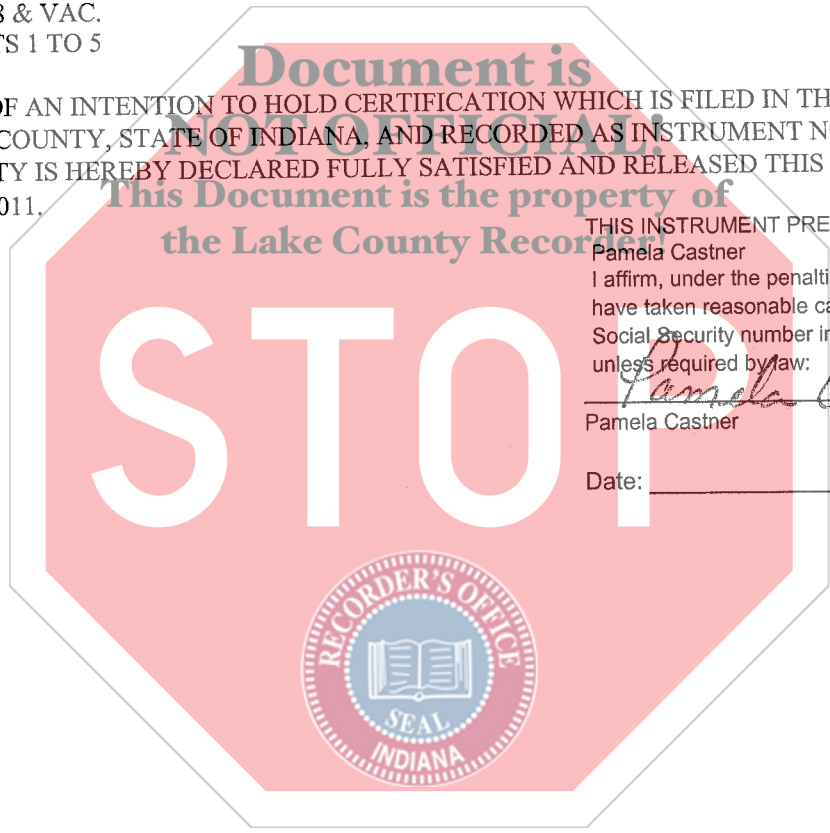 8 & VAC.
TS 1 TO 5
Document is
OF AN INTENTION TO HOLD CERTIFICATION WHICH IS FILED IN TH
NOT OFFICIAL!
COUNTY, STATE OF INDIANA, AND RECORDED AS INSTRUMENT N
TY IS HEREBY DECLARED FULLY SATISFIED AND RELEASED THIS
This Document is the property of
011.
the Lake County Recorder!
THIS INSTRUMENT PRE
Pamela Castner
I affirm, under the penalti
have taken reasonable ca
Social Security number in
unless required by law:
Pamela C
Pamela Castner
Date:
STOP
RECORDER'S OFFICE
SEAL
INDIANA